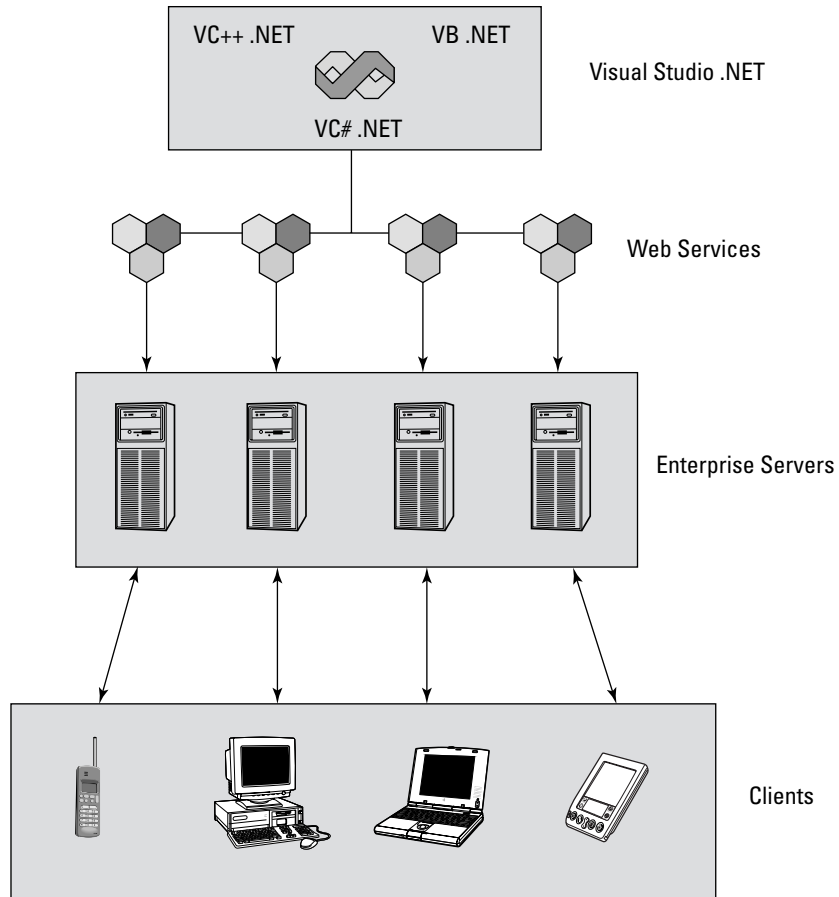 VC++ .NET
VB .NET
Visual Studio .NET
VC# .NET
Web Services
Enterprise Servers
Clients